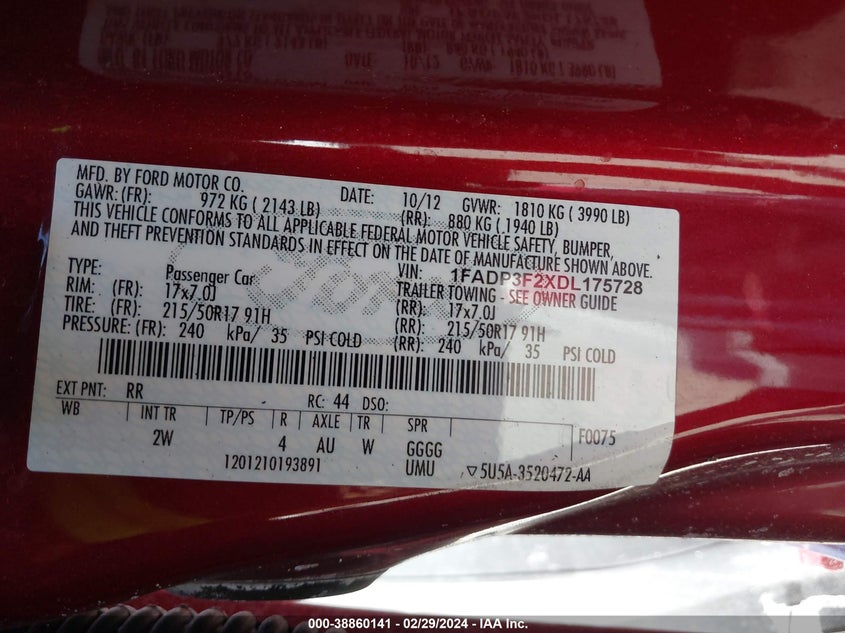 MFD. BY FORD MOTOR CO. DATE: 10/12 GVWR: 1810 KG ( 3990 LB)
GAWR: (FR): 972 KG ( 2143 LB) (RR): 880 KG ( 1940 LB)
THIS VEHICLE CONFORMS TO ALL APPLICABLE FEDERAL MOTOR VEHICLE SAFETY, BUMPER,
AND THEFT PREVENTION STANDARDS IN EFFECT ON THE DATE OF MANUFACTURE SHOWN ABOVE.
VIN: 1FADP3F2XDL175728
TYPE: Passenger Car TRAILER TOWING - SEE OWNER GUIDE
RIM: (FR): 17x7.0J (RR): 17x7.0J
TIRE: (FR): 215/50R17 91H (RR): 215/50R17 91H
PRESSURE: (FR): 240 kPa/ 35 PSI COLD (RR): 240 kPa/ 35 PSI COLD
EXT PNT: RR RC: 44 DSO:
WB INT TR TP/PS R AXLE TR SPR F0075
2W 4 AU W GGGG
1201210193891 UMU ▽5U5A-3520472-AA
000-38860141 - 02/29/2024 - IAA Inc.